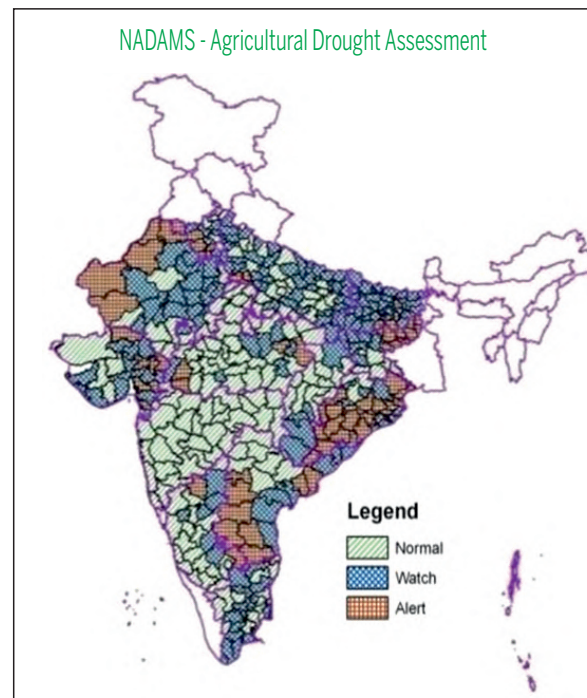 NADAMS - Agricultural Drought Assessment
Legend
Normal
Watch
Alert